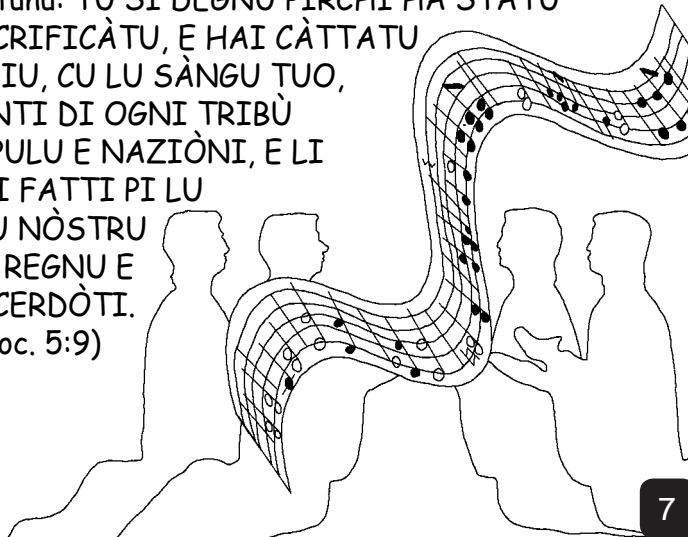 TU SI DEGNU PIRCHÌ HA STATU
CRIFICÀTU, E HAI CÀTTATU
IU, CU LU SÀNGU TUO,
NTI DI OGNI TRIBÙ
PULU E NAZIÒNI, E LI
I FATTI PI LU
U NÒSTRU
REGNU E
CERDÒTI.
oc. 5:9)
7